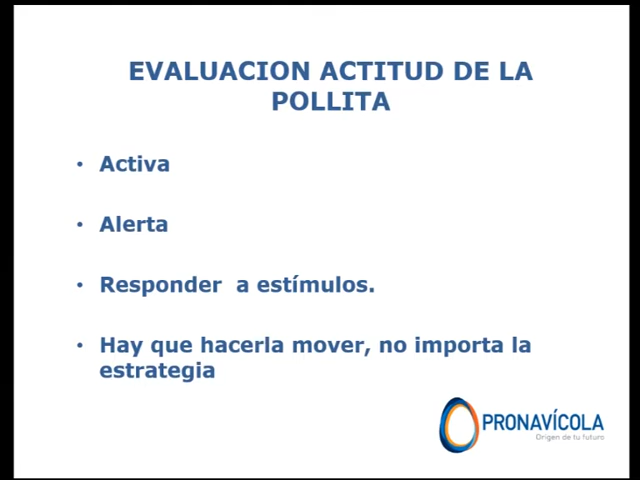 EVALUACION ACTITUD DE LA
POLLITA
• Activa
• Alerta
• Responder  a estímulos.
• Hay que hacerla mover, no importa la
estrategia
PRONAVÍCOLA
Origen de tu futuro